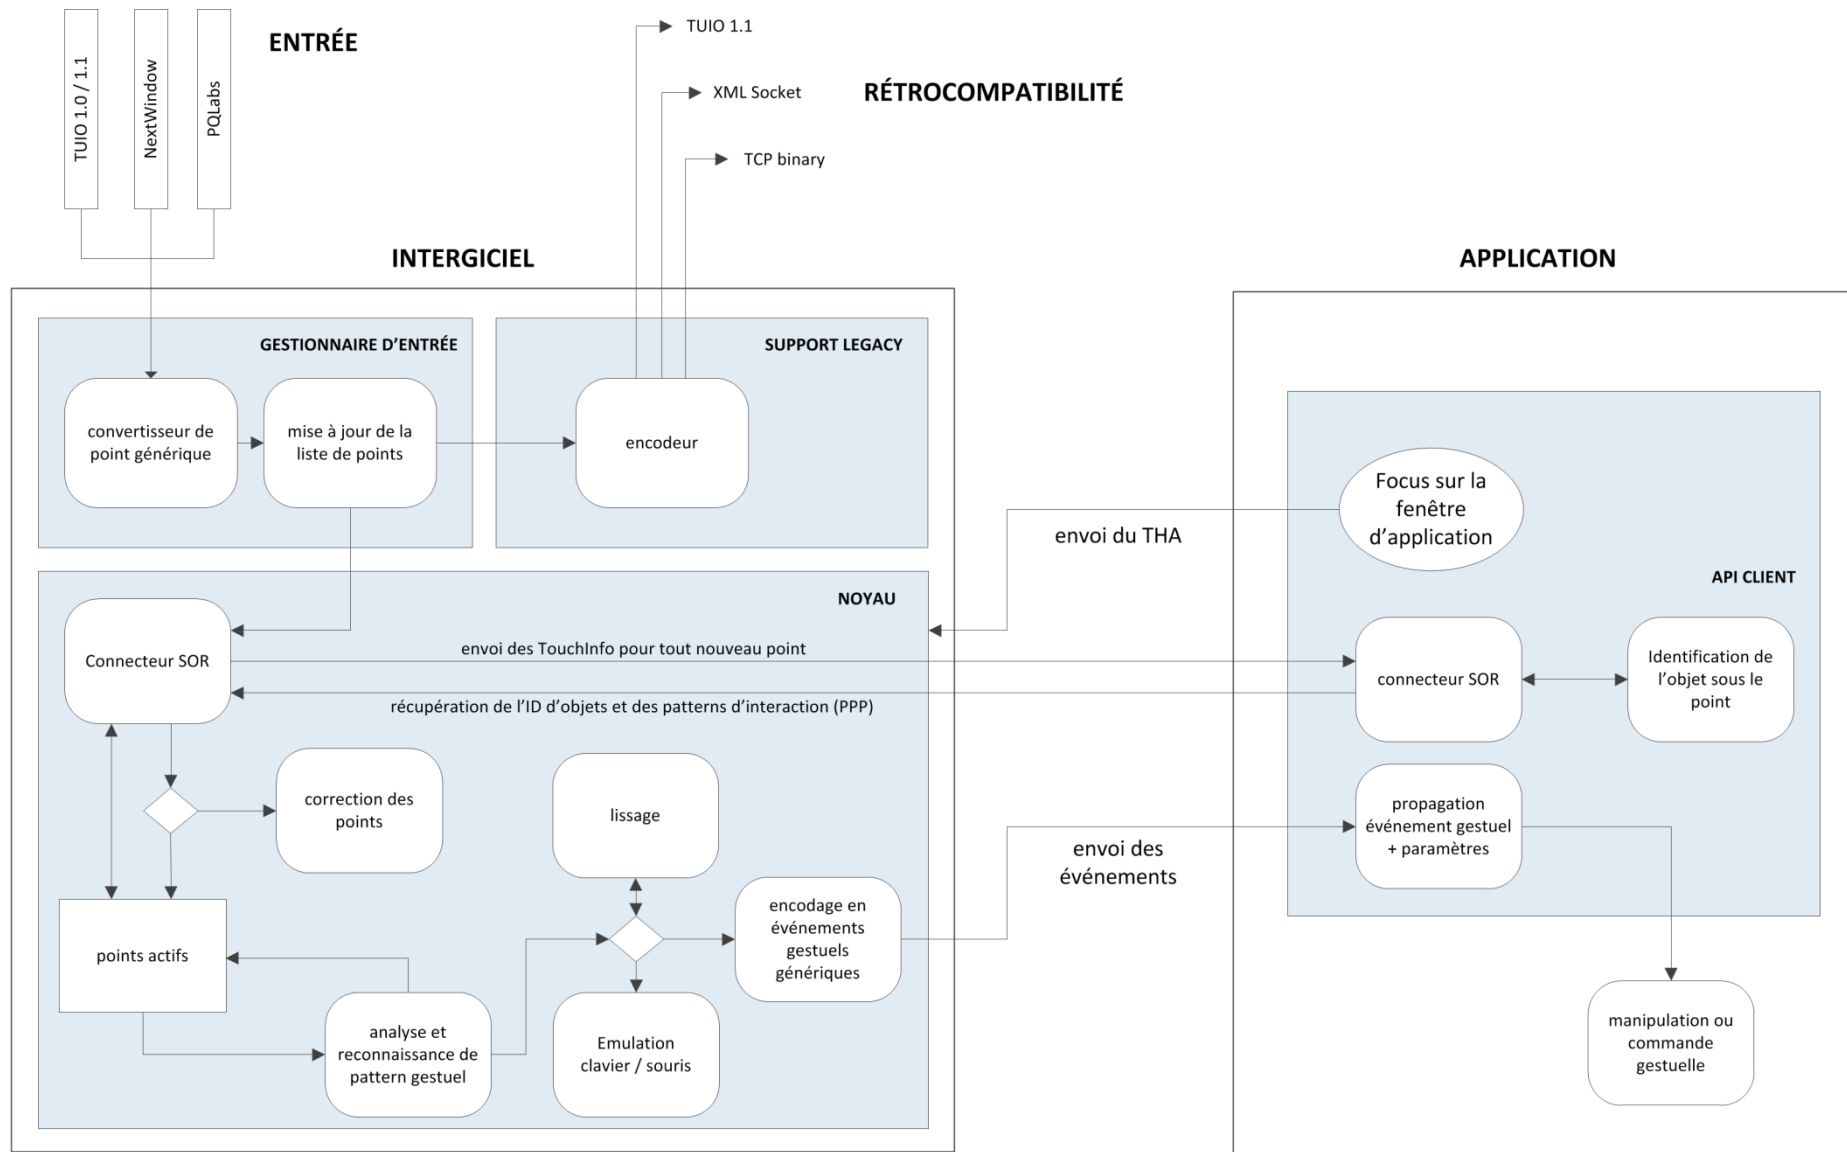 ENTRÉE
TUIO 1.0 / 1.1
NextWindow
PQLabs
TUIO 1.1
XML Socket
RÉTROCOMPATIBILITÉ
TCP binary
INTERGICIEL
APPLICATION
GESTIONNAIRE D’ENTRÉE
convertisseur de
point générique
mise à jour de la
liste de points
SUPPORT LEGACY
encodeur
Focus sur la
fenêtre
d’application
envoi du THA
API CLIENT
NOYAU
Connecteur SOR
envoi des TouchInfo pour tout nouveau point
récupération de l’ID d’objets et des patterns d’interaction (PPP)
connecteur SOR
Identification de
l’objet sous le
point
correction des
points
lissage
propagation
événement gestuel
+ paramètres
envoi des
événements
points actifs
encodage en
événements
gestuels
génériques
analyse et
reconnaissance de
pattern gestuel
Emulation
clavier / souris
manipulation ou
commande
gestuelle